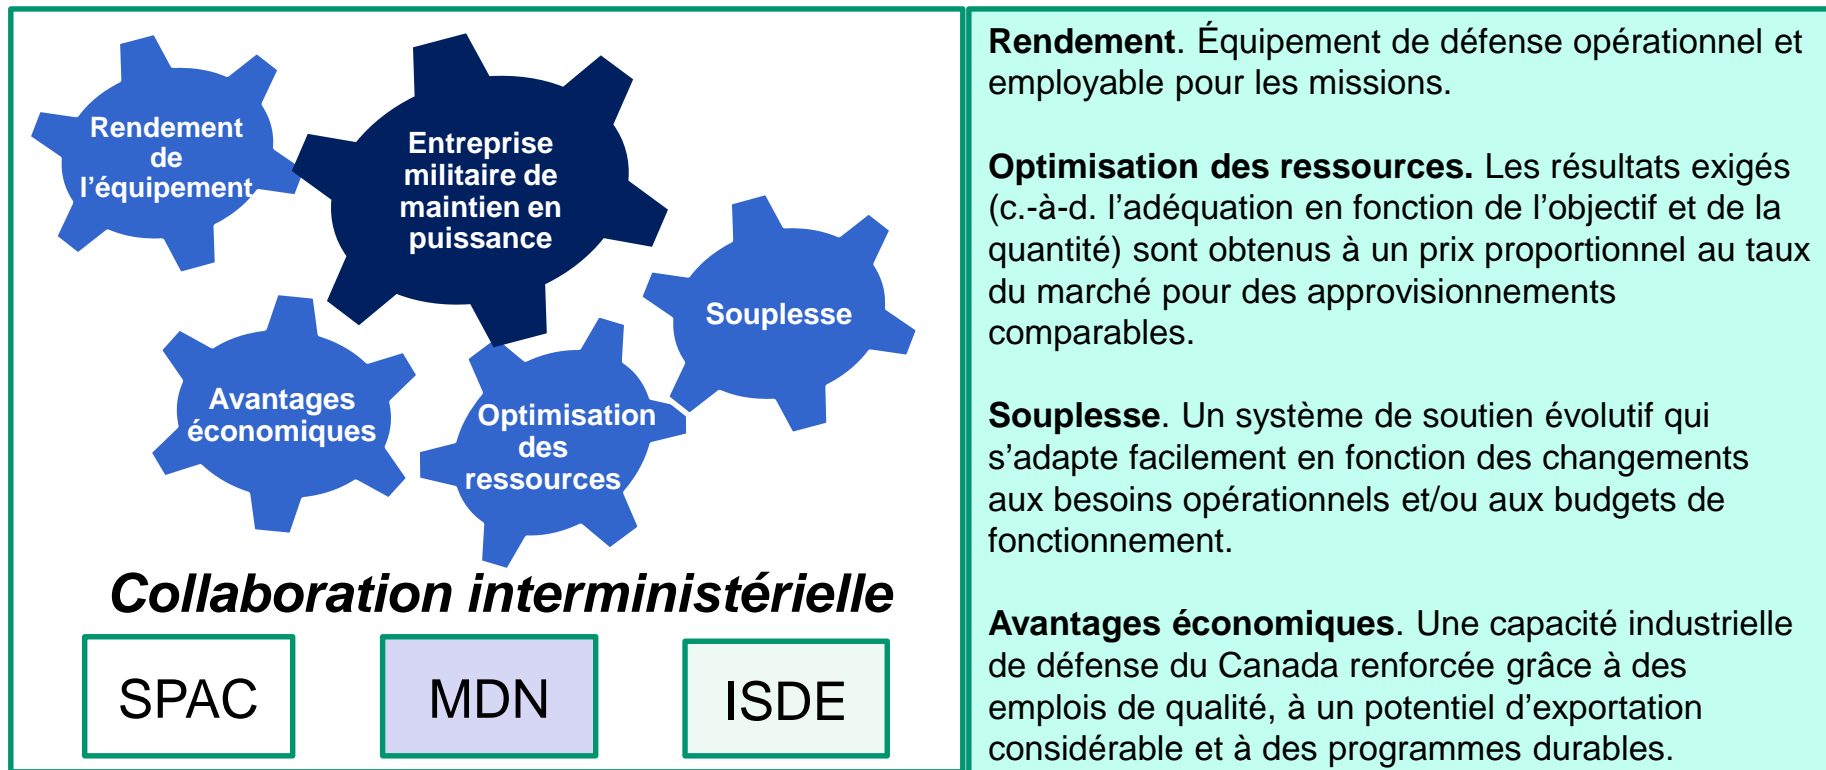 Rendement
de
l’équipement
Entreprise
militaire de
maintien en
puissance
Souplesse
Avantages
économiques
Optimisation
des
ressources
Collaboration interministérielle
SPAC
MDN
ISDE
Rendement. Équipement de défense opérationnel et
employable pour les missions.
Optimisation des ressources. Les résultats exigés
(c.-à-d. l’adéquation en fonction de l’objectif et de la
quantité) sont obtenus à un prix proportionnel au taux
du marché pour des approvisionnements
comparables.
Souplesse. Un système de soutien évolutif qui
s’adapte facilement en fonction des changements
aux besoins opérationnels et/ou aux budgets de
fonctionnement.
Avantages économiques. Une capacité industrielle
de défense du Canada renforcée grâce à des
emplois de qualité, à un potentiel d’exportation
considérable et à des programmes durables.